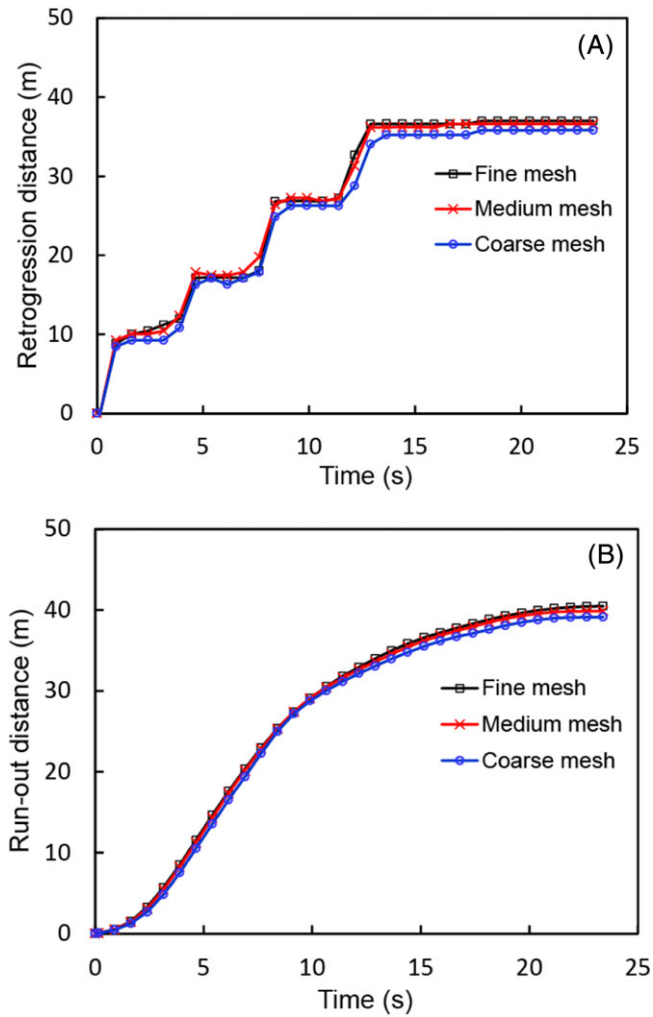 50
(A)
40
30
20
10
0
Retrogression distance (m)
Fine mesh
Medium mesh
Coarse mesh
0 5 10 15 20 25
Time (s)
50
(B)
40
30
20
10
0
Run-out distance (m)
Fine mesh
Medium mesh
Coarse mesh
0 5 10 15 20 25
Time (s)